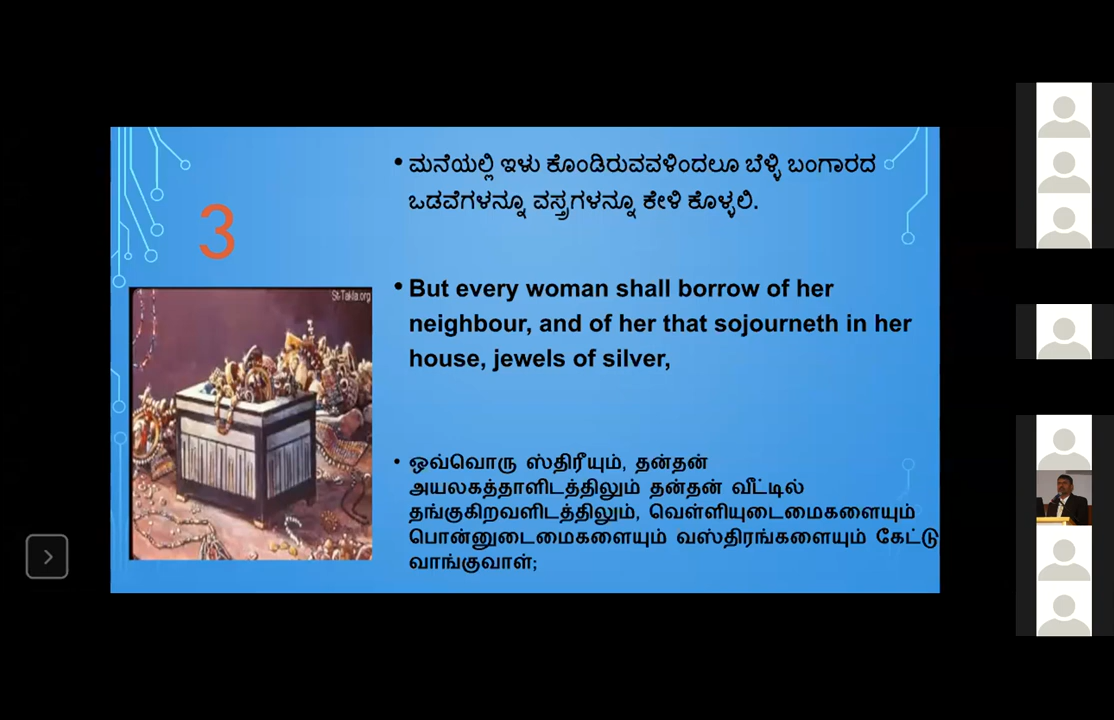 • ಮನೆಯಲ್ಲಿ ಇಳು ಕೊಂಡಿರುವವಳಿಂದಲೂ ಬೆಳ್ಳಿ ಬಂಗಾರದ
ಒಡವೆಗಳನ್ನೂ ವಸ್ತ್ರಗಳನ್ನೂ ಕೇಳಿ ಕೊಳ್ಳಲಿ.
3
St-Takla.org
• But every woman shall borrow of her
neighbour, and of her that sojourneth in her
house, jewels of silver,
• ஒவ்வொரு ஸ்திரீயும், தன்தன்
அயலகத்தாளிடத்திலும் தன்தன் வீட்டில்
தங்குகிறவளிடத்திலும், வெள்ளியுடைமைகளையும்
பொன்னுடைமைகளையும் வஸ்திரங்களையும் கேட்டு
வாங்குவாள்;